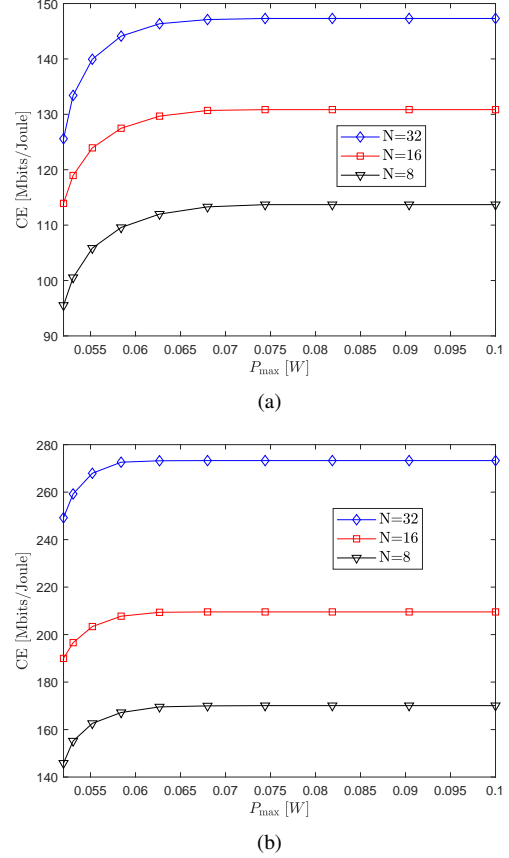 150
140
130
120
110
100
90
CE [Mbits/Joule]
N=32
N=16
N=8
0.055 0.06 0.065 0.07 0.075 0.08 0.085 0.09 0.095 0.1
P_max [W]
(a)
280
260
240
220
200
180
160
140
CE [Mbits/Joule]
N=32
N=16
N=8
0.055 0.06 0.065 0.07 0.075 0.08 0.085 0.09 0.095 0.1
P_max [W]
(b)